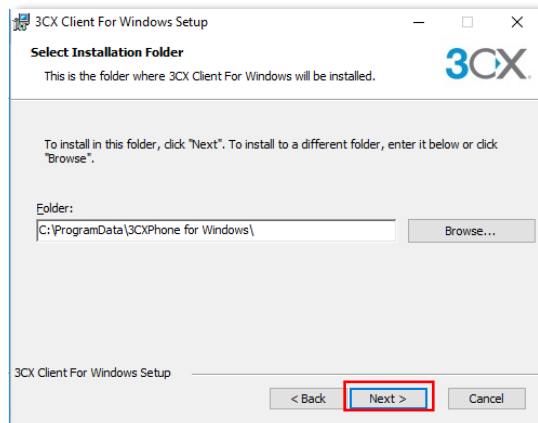 3CX Client For Windows Setup
Select Installation Folder
This is the folder where 3CX Client For Windows will be installed.
3CX
To install in this folder, click "Next". To install to a different folder, enter it below or click
"Browse".
Folder:
C:\ProgramData\3CXPhone for Windows\
Browse...
3CX Client For Windows Setup
< Back
Next >
Cancel